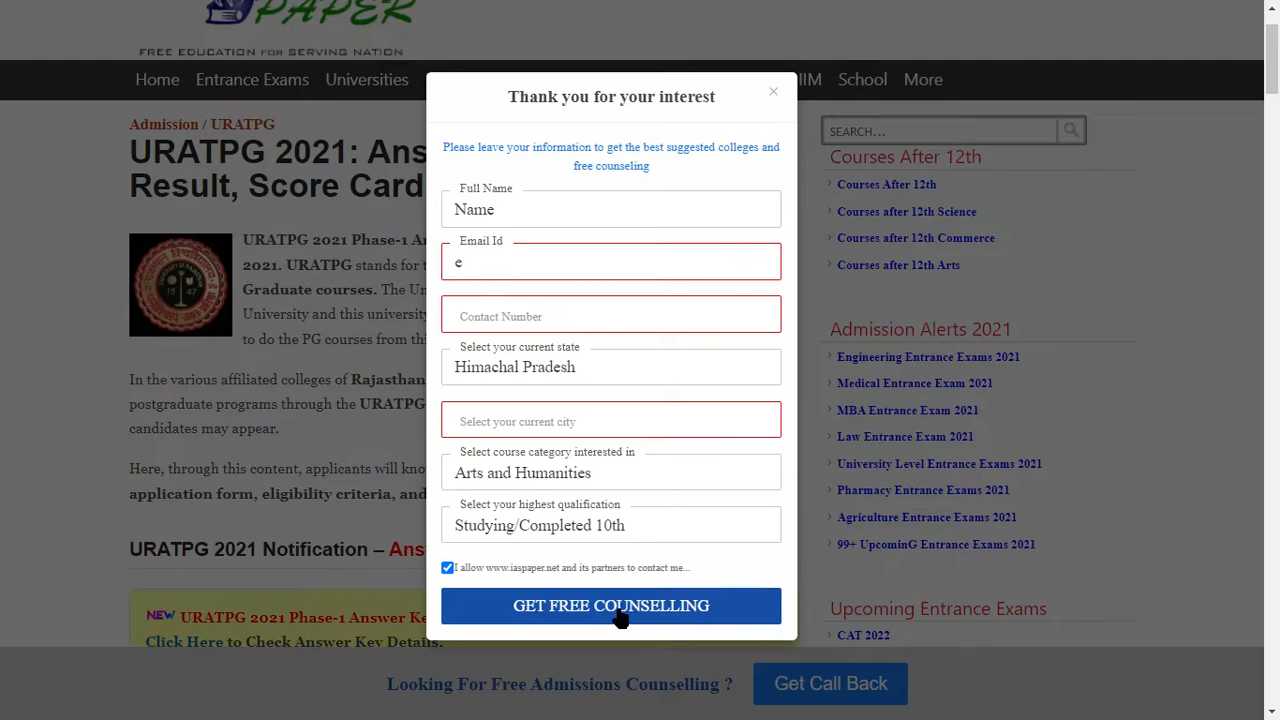 PAPER
FREE EDUCATION FOR SERVING NATION
Home Entrance Exams Universities IIM School More
Admission / URATPG
URATPG 2021: Ans
Result, Score Card
URATPG 2021 Phase-1 An
2021. URATPG stands for t
Graduate courses. The Un
University and this university
to do the PG courses from thi
In the various affiliated colleges of Rajasthan
postgraduate programs through the URATPG
candidates may appear.
Here, through this content, applicants will know
application form, eligibility criteria, and
URATPG 2021 Notification – Ans
NEW URATPG 2021 Phase-1 Answer Ke
Click Here to Check Answer Key Details.
Thank you for your interest
×
Please leave your information to get the best suggested colleges and
free counseling
Full Name
Name
Email Id
e
Contact Number
Select your current state
Himachal Pradesh
Select your current city
Select course category interested in
Arts and Humanities
Select your highest qualification
Studying/Completed 10th
I allow www.iaspaper.net and its partners to contact me...
GET FREE COUNSELLING
SEARCH...
Courses After 12th
Courses After 12th
Courses after 12th Science
Courses after 12th Commerce
Courses after 12th Arts
Admission Alerts 2021
Engineering Entrance Exams 2021
Medical Entrance Exam 2021
MBA Entrance Exam 2021
Law Entrance Exam 2021
University Level Entrance Exams 2021
Pharmacy Entrance Exams 2021
Agriculture Entrance Exams 2021
99+ UpcominG Entrance Exams 2021
Upcoming Entrance Exams
CAT 2022
Looking For Free Admissions Counselling ?
Get Call Back